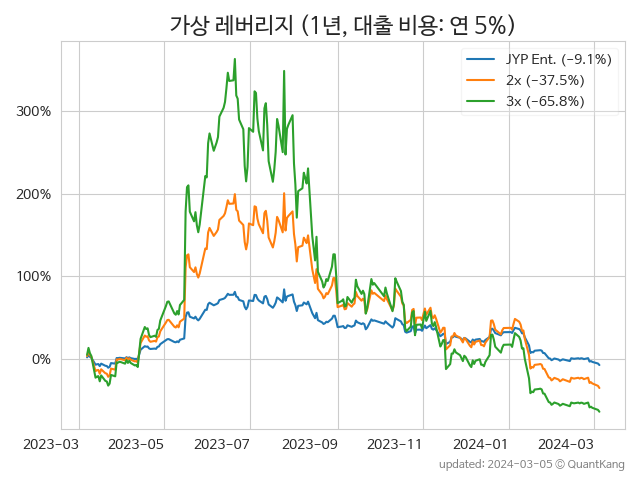 가상 레버리지 (1년, 대출 비용: 연 5%)
JYP Ent. (−9.1%)
2x (−37.5%)
3x (−65.8%)
300%
200%
100%
0%
2023−03 2023−05 2023−07 2023−09 2023−11 2024−01 2024−03
updated: 2024−03−05 © QuantKang